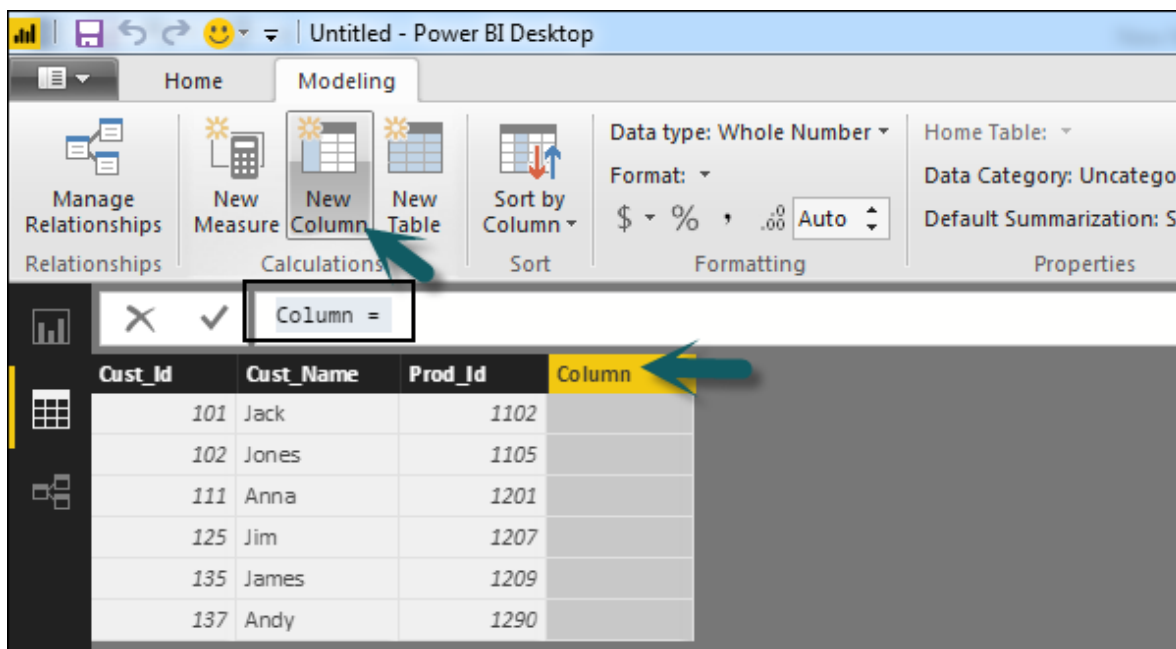 Untitled - Power BI Desktop
Home Modeling
Manage Relationships
New Measure
New Column
New Table
Sort by Column
Data type: Whole Number
Format:
$ % , .00 Auto
Home Table:
Data Category: Uncatego
Default Summarization: S
Relationships Calculations Sort Formatting Properties
Column =
Cust_Id Cust_Name Prod_Id Column
101 Jack 1102
102 Jones 1105
111 Anna 1201
125 Jim 1207
135 James 1209
137 Andy 1290